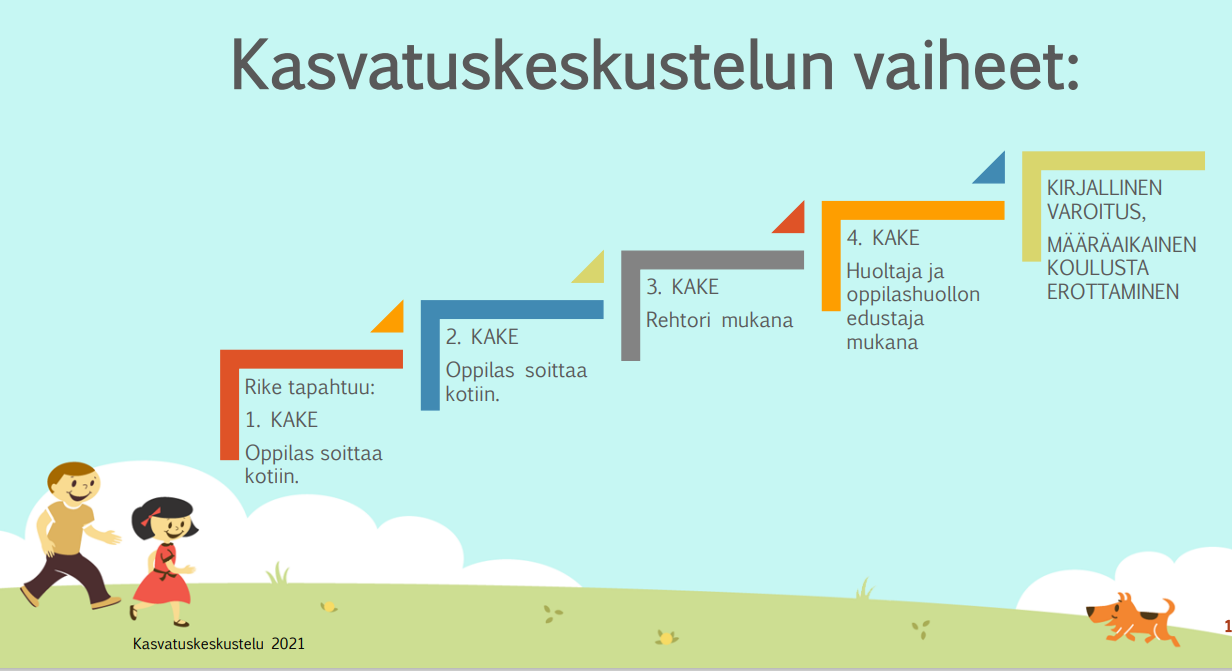 Kasvatuskeskustelun vaiheet:
Rike tapahtuu:
1. KAKE
Oppilas soittaa
kotiin.
2. KAKE
Oppilas soittaa
kotiin.
3. KAKE
Rehtori mukana
4. KAKE
Huoltaja ja
oppilashuollon
edustaja
mukana
KIRJALLINEN
VAROITUS,
MÄÄRÄAIKAINEN
KOULUSTA
EROTTAMINEN
Kasvatuskeskustelu 2021
1